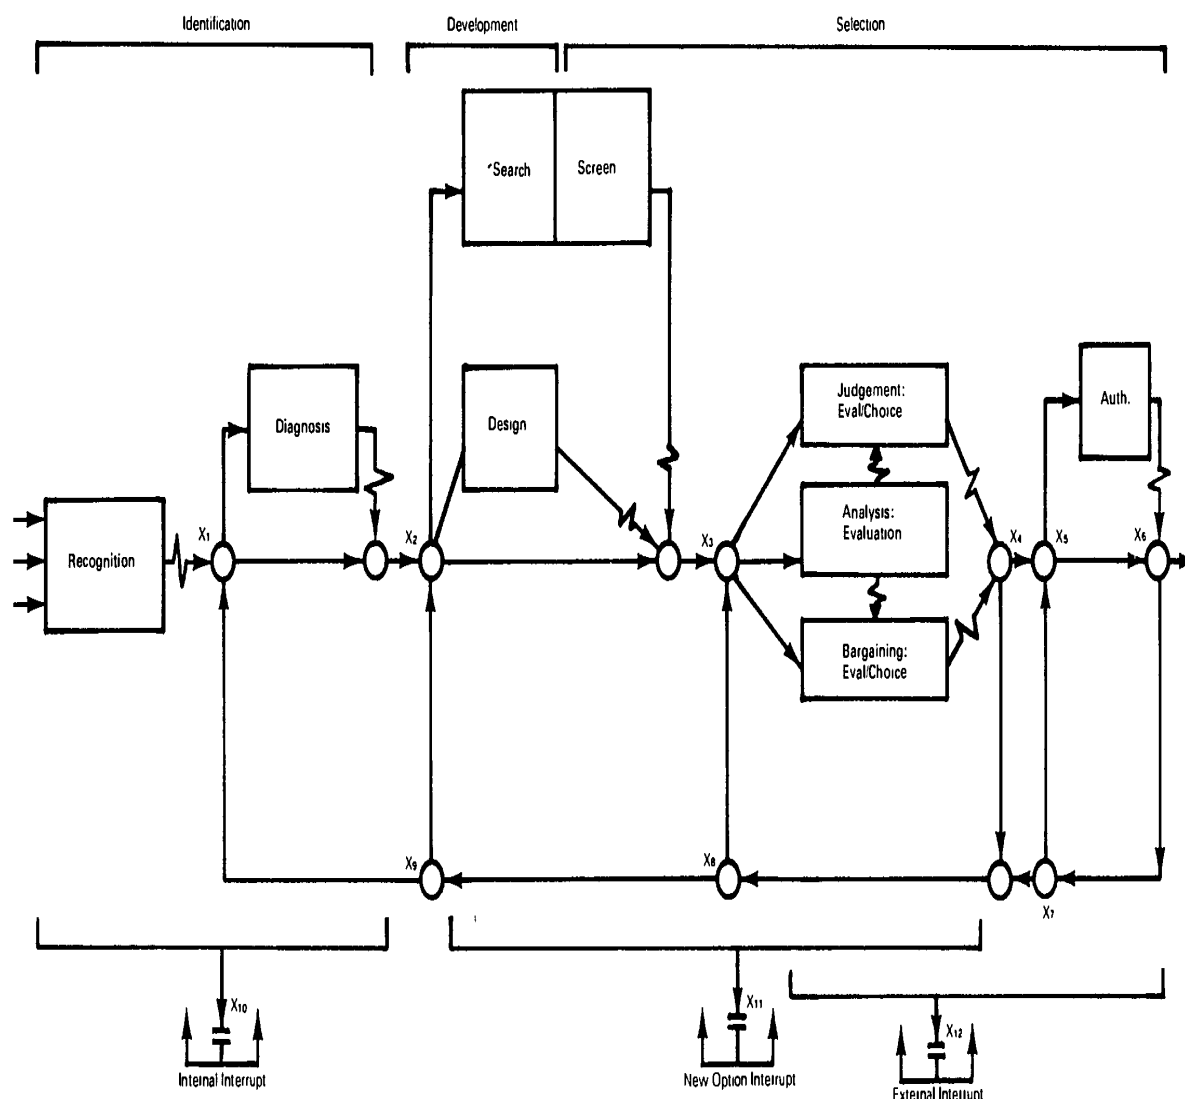 Identification
Development
Selection
Search
Screen
Diagnosis
Design
Judgement:
Eval/Choice
Auth.
Recognition
X1
X2
X3
Analysis:
Evaluation
X4
X5
X6
Bargaining:
Eval/Choice
X9
X8
X7
X10
X11
X12
Internal Interrupt
New Option Interrupt
External Interrupt